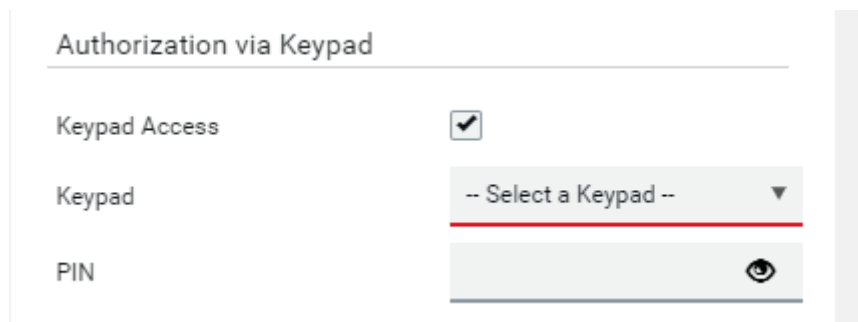 Authorization via Keypad
Keypad Access
Keypad -- Select a Keypad --
PIN